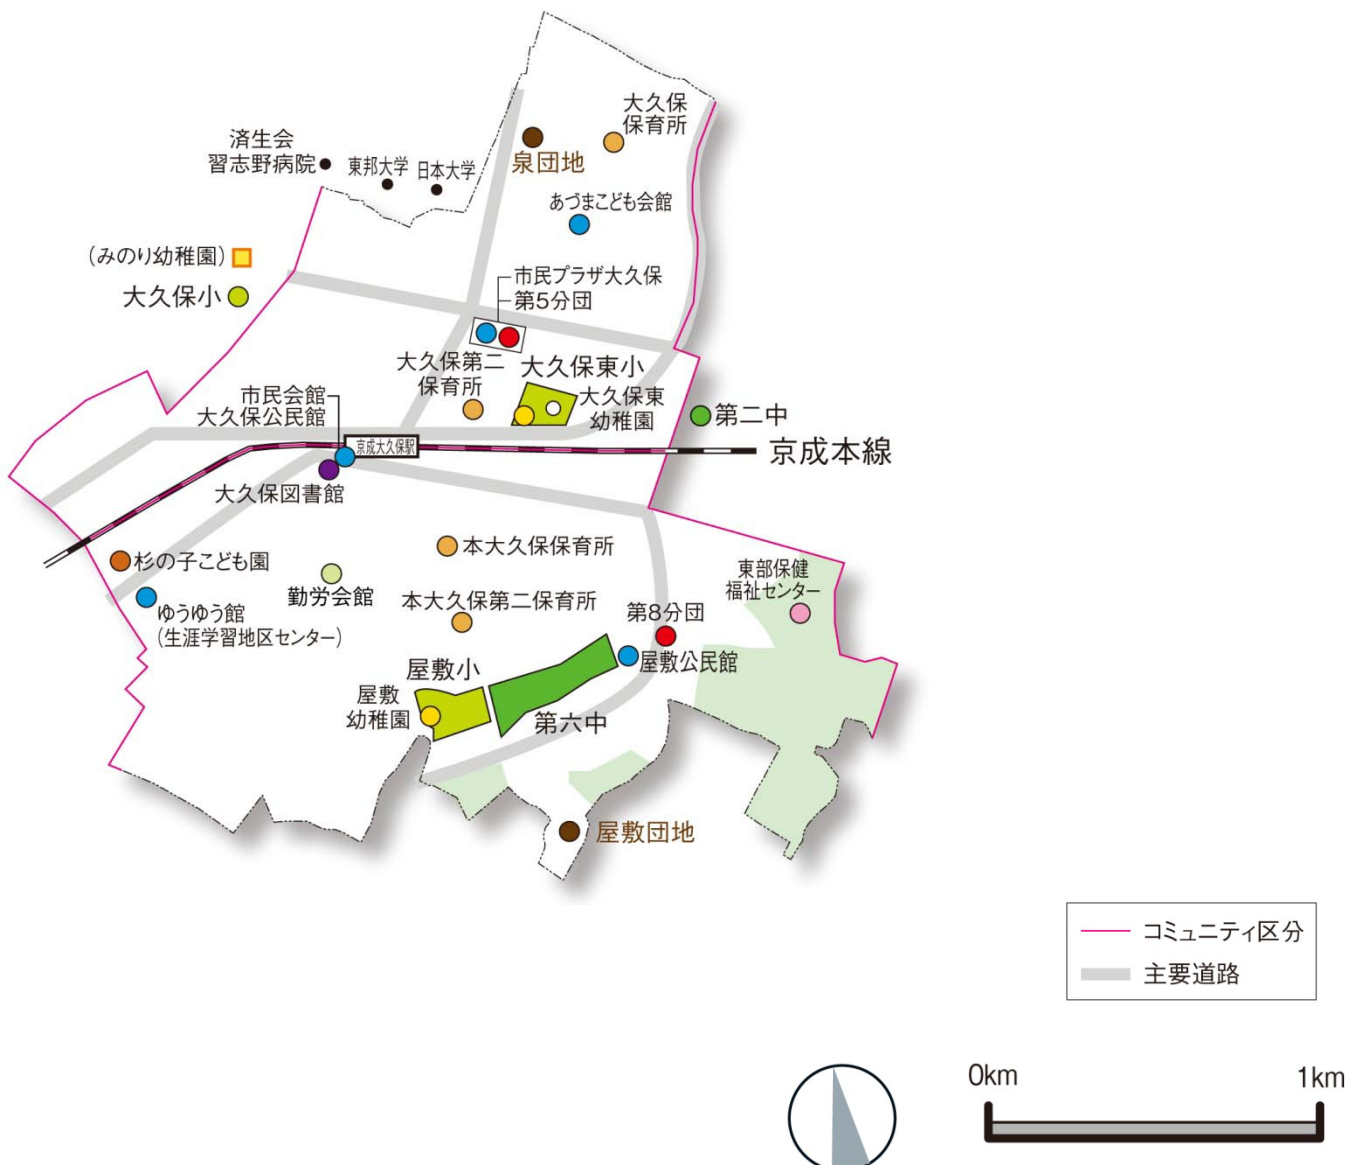 大久保
保育所
済生会
習志野病院
東邦大学
日本大学
泉団地
あづまこども会館
(みのり幼稚園)
大久保小
市民プラザ大久保
第5分団
大久保第二
保育所
大久保東小
大久保東
幼稚園
市民会館
大久保公民館
第二中
京成大久保駅
京成本線
大久保図書館
杉の子こども園
本大久保保育所
勤労会館
東部保健
福祉センター
ゆうゆう館
(生涯学習地区センター)
本大久保第二保育所
第8分団
屋敷公民館
屋敷小
屋敷
幼稚園
第六中
屋敷団地
コミュニティ区分
主要道路
0km
1km